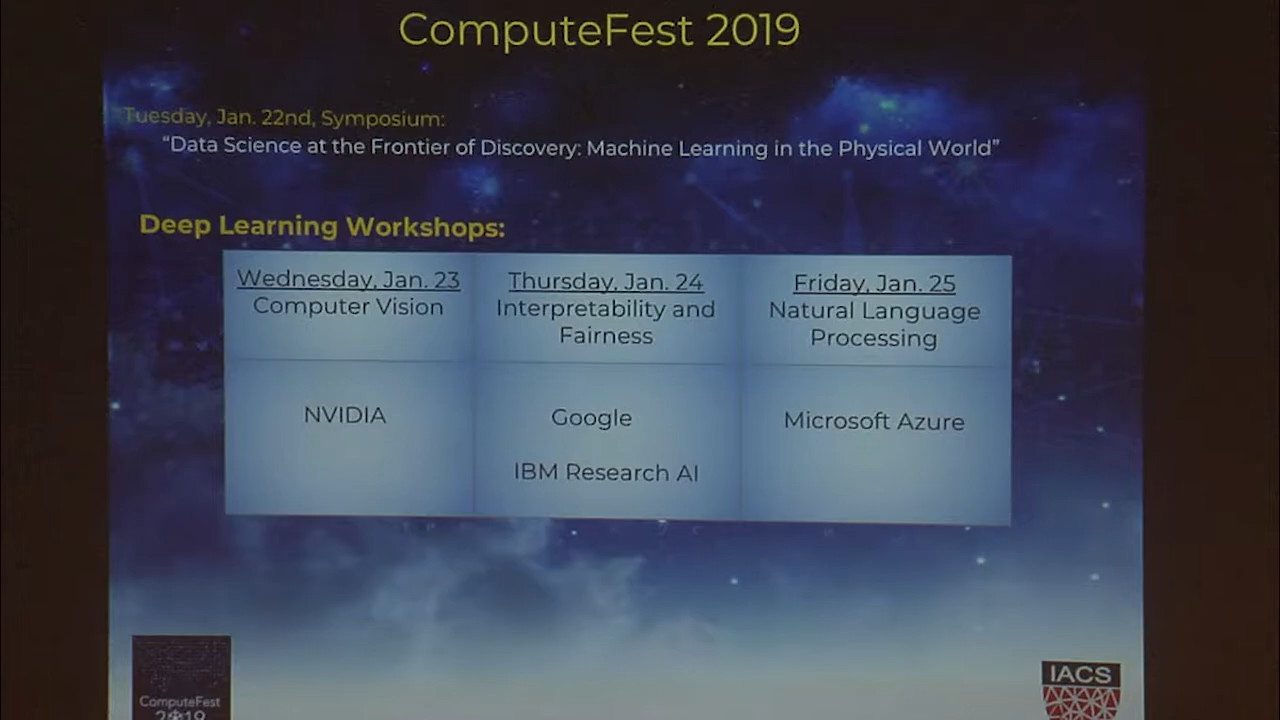 ComputeFest 2019
Tuesday, Jan. 22nd, Symposium:
“Data Science at the Frontier of Discovery: Machine Learning in the Physical World”
Deep Learning Workshops:
Wednesday, Jan. 23
Computer Vision
Thursday, Jan. 24
Interpretability and
Fairness
Friday, Jan. 25
Natural Language
Processing
NVIDIA
Google
IBM Research AI
Microsoft Azure
ComputeFest
2019
IACS